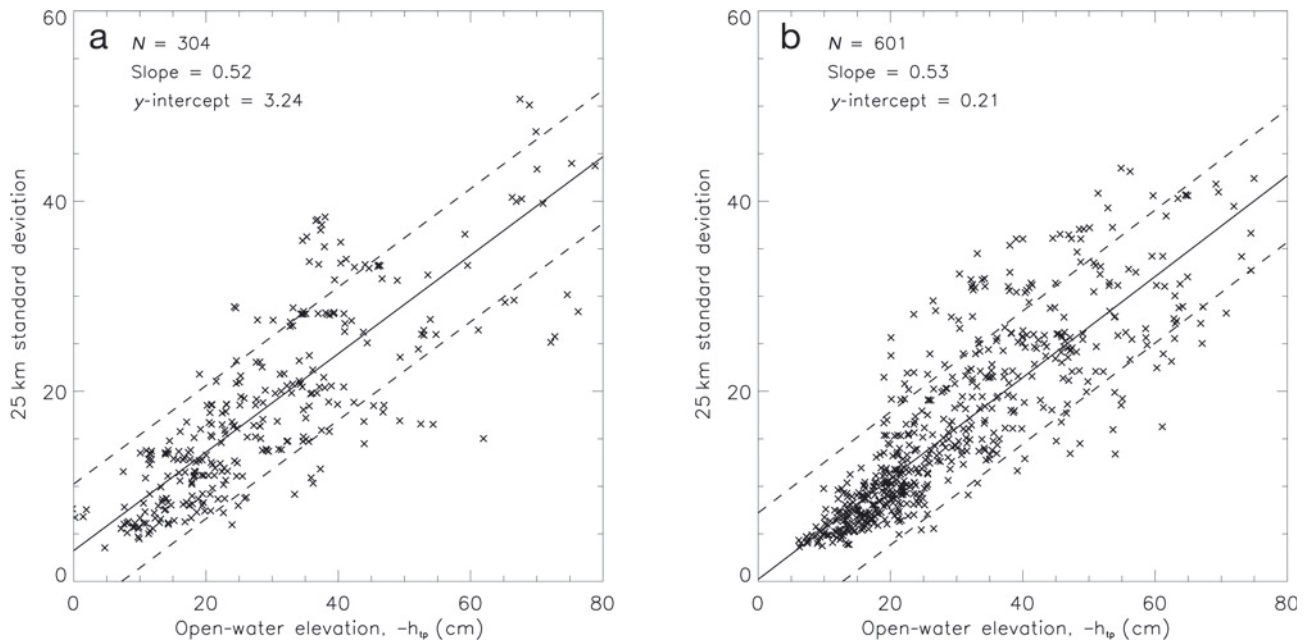 a
N = 304
Slope = 0.52
y-intercept = 3.24
60
40
20
0
25 km standard deviation
0 20 40 60 80
Open-water elevation, -htp (cm)
b
N = 601
Slope = 0.53
y-intercept = 0.21
60
40
20
0
25 km standard deviation
0 20 40 60 80
Open-water elevation, -htp (cm)